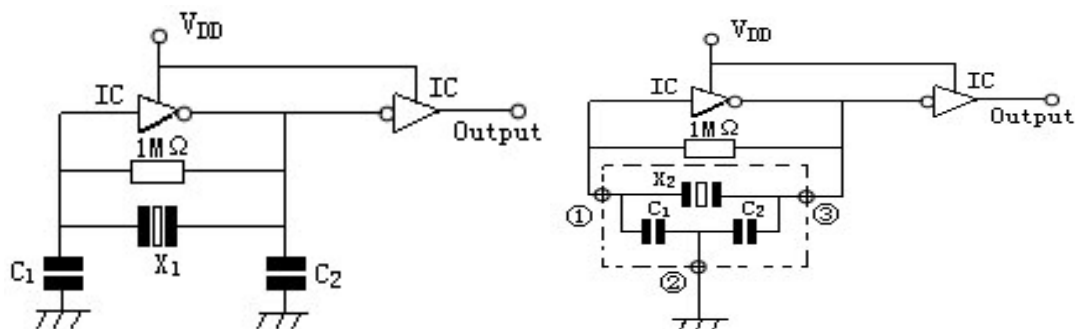 VDD
IC
IC
Output
1MΩ
X1
C1
C2
VDD
IC
IC
Output
1MΩ
X2
C1
C2
①
③
②